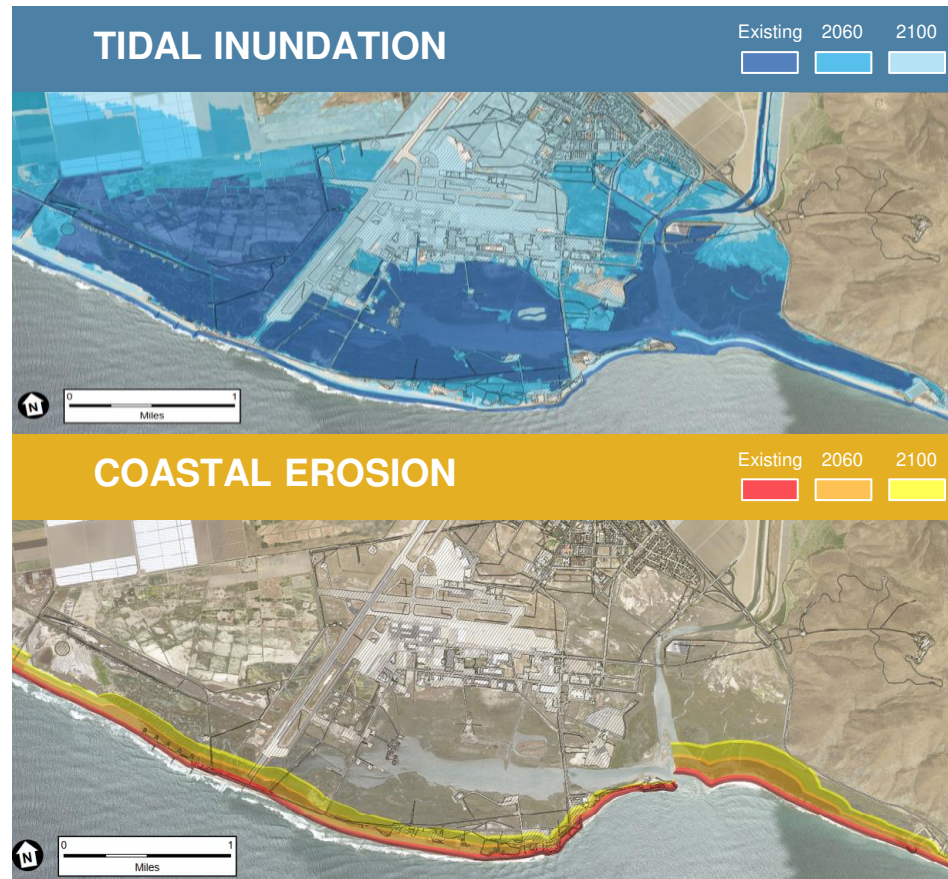 TIDAL INUNDATION
Existing 2060 2100
N
0 1
Miles
COASTAL EROSION
Existing 2060 2100
N
0 1
Miles